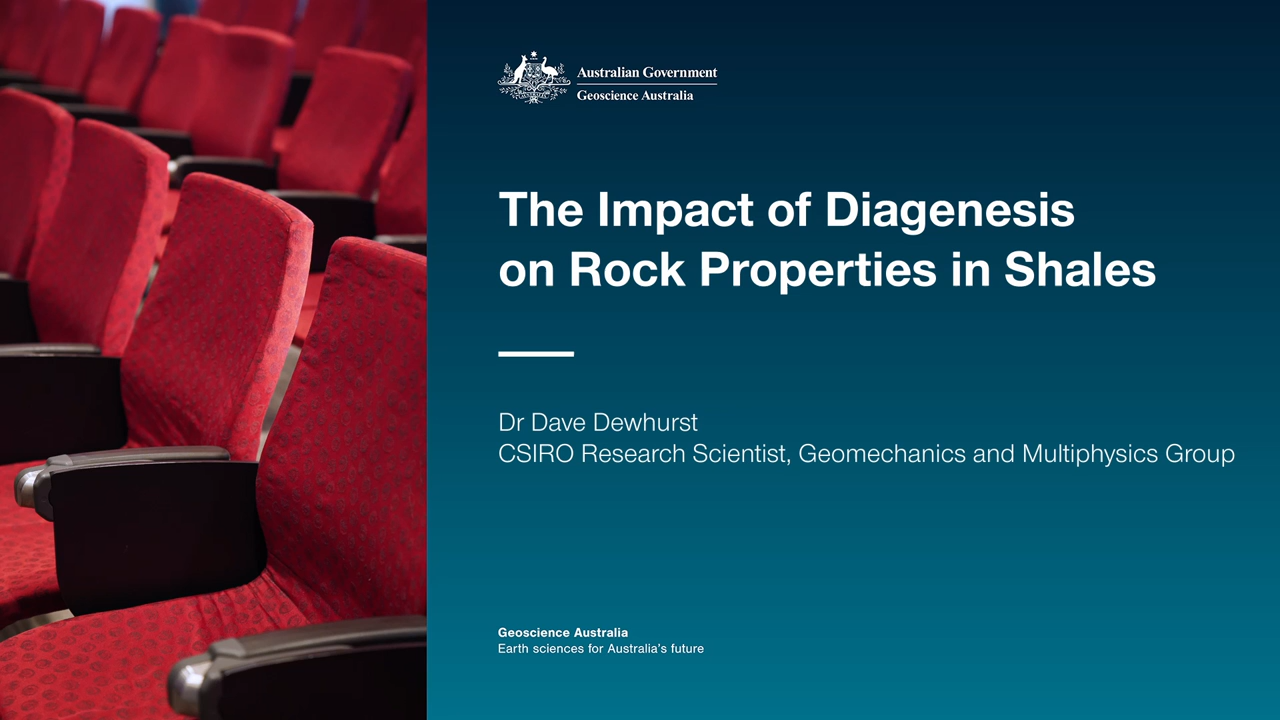 Australian Government
Geoscience Australia
The Impact of Diagenesis
on Rock Properties in Shales
Dr Dave Dewhurst
CSIRO Research Scientist, Geomechanics and Multiphysics Group
Geoscience Australia
Earth sciences for Australia's future